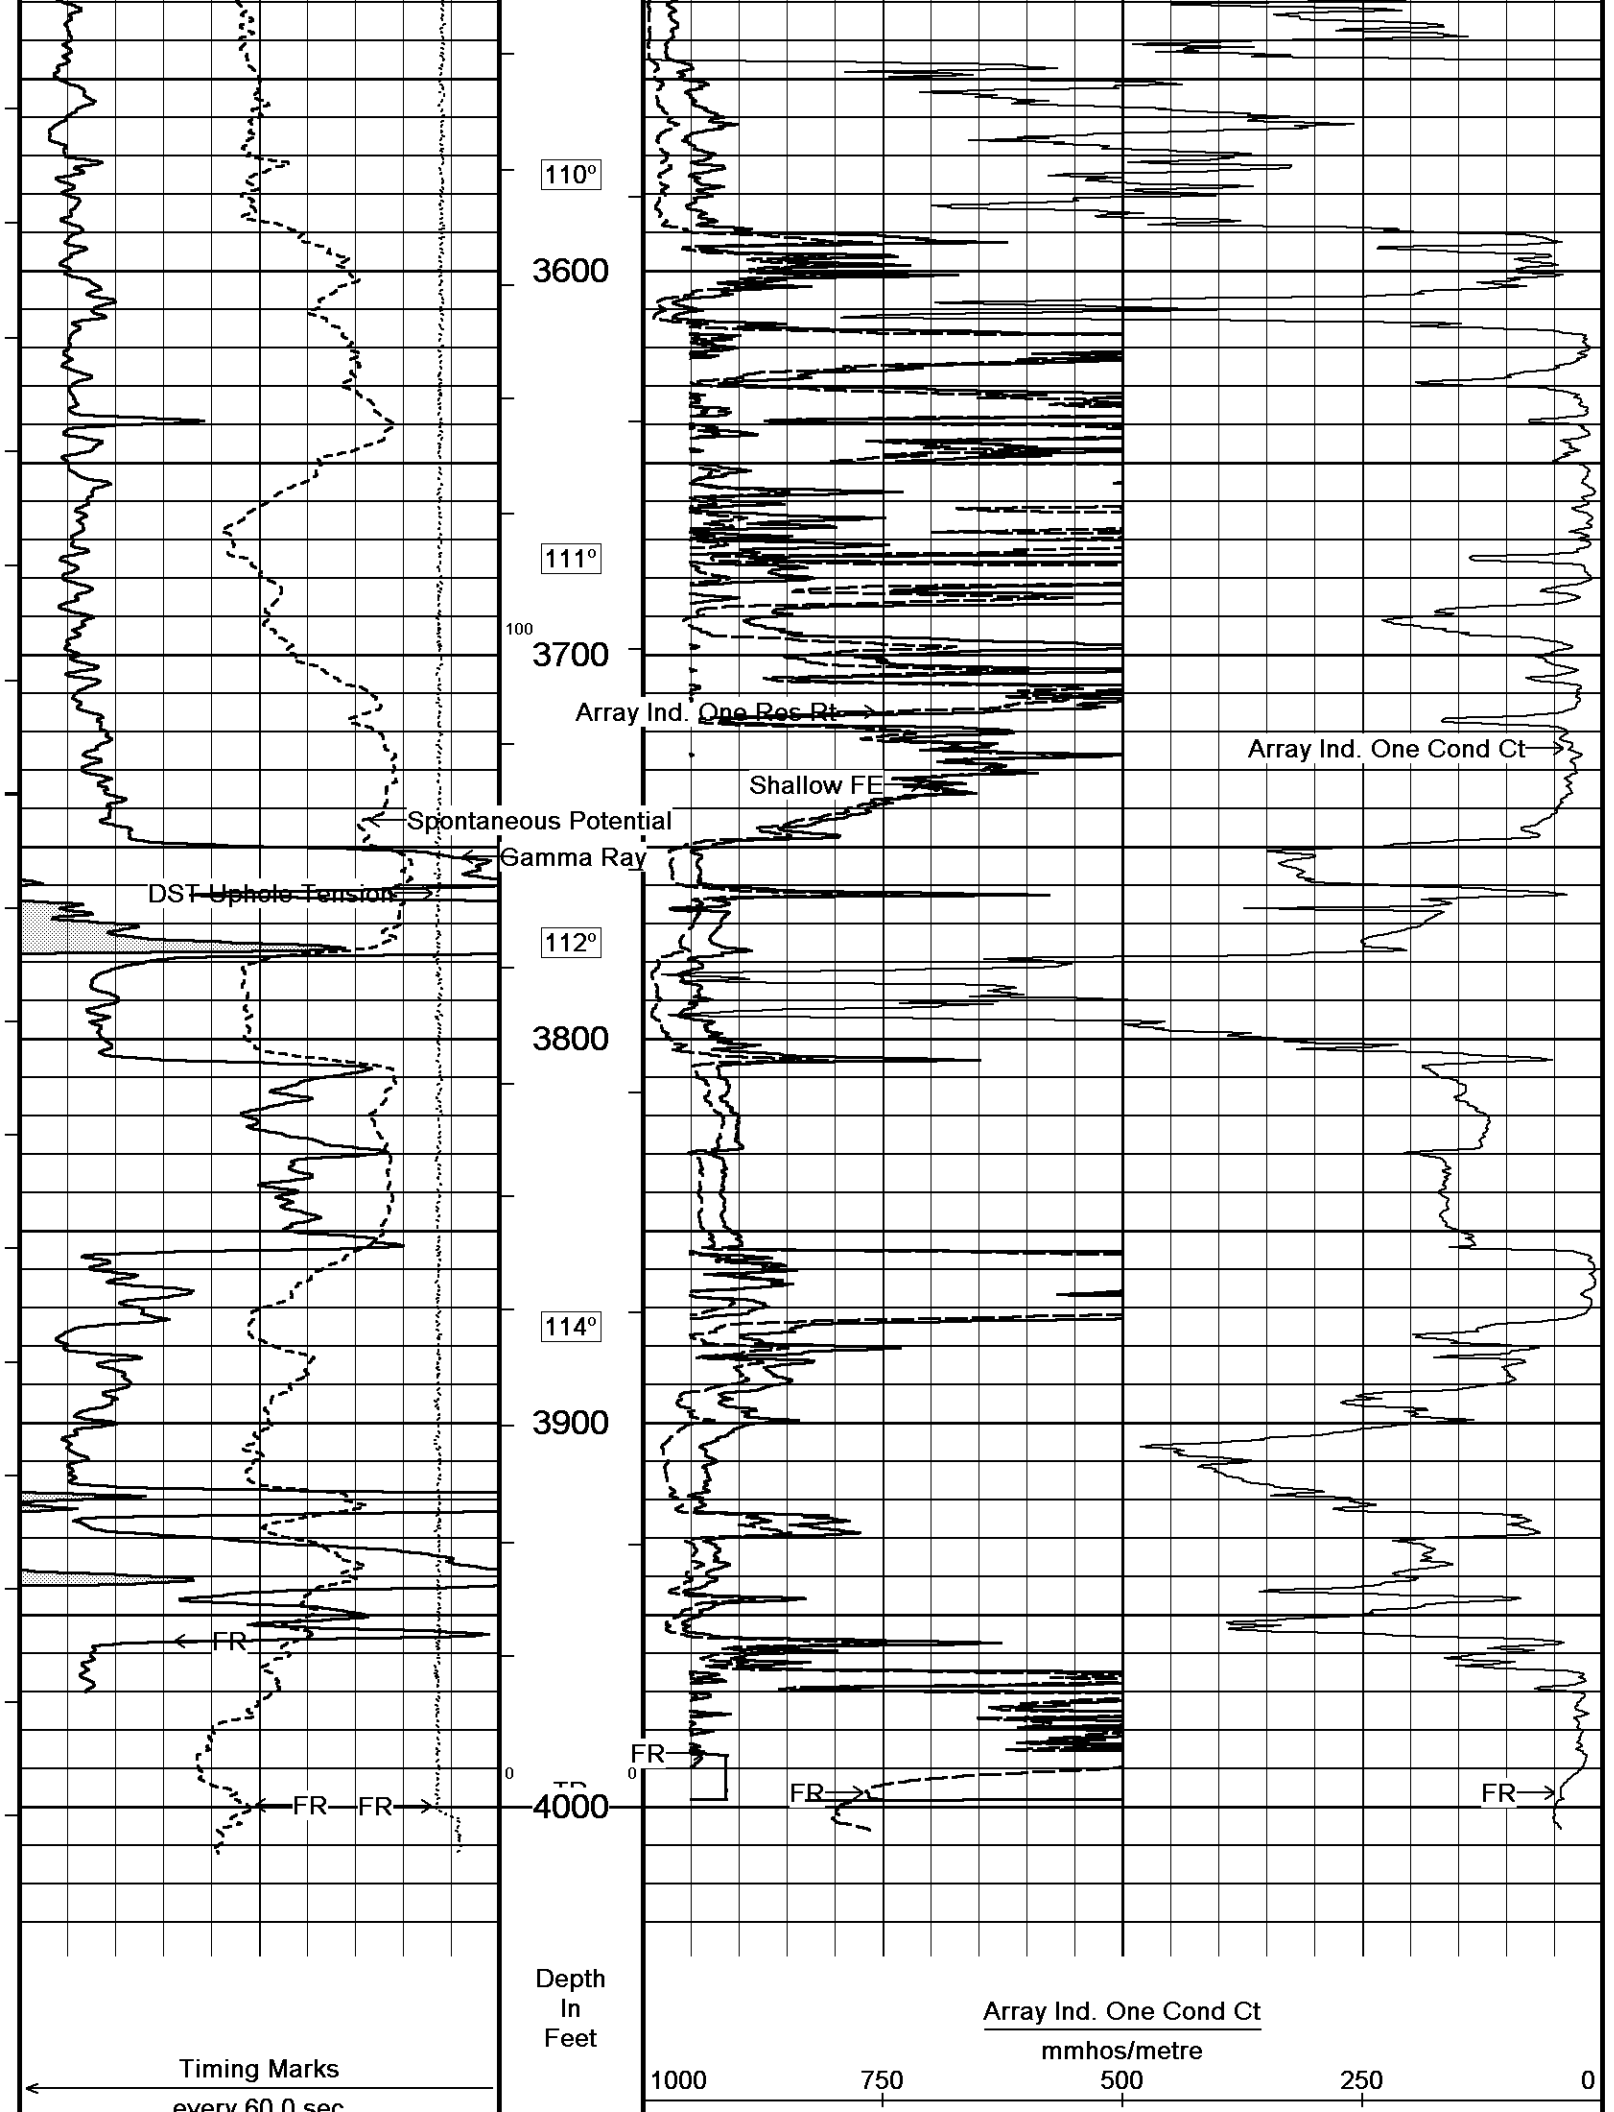 110°
3600
111°
100
3700
Array Ind. One Res Rt
Array Ind. One Cond Ct
Shallow FE
Spontaneous Potential
Gamma Ray
DST Uphole Tension
112°
3800
114°
3900
FR
FR
0
0
FR
FR
FR FR
4000
Depth
In
Feet
Array Ind. One Cond Ct
mmhos/metre
1000 750 500 250 0
Timing Marks
every 60.0 sec